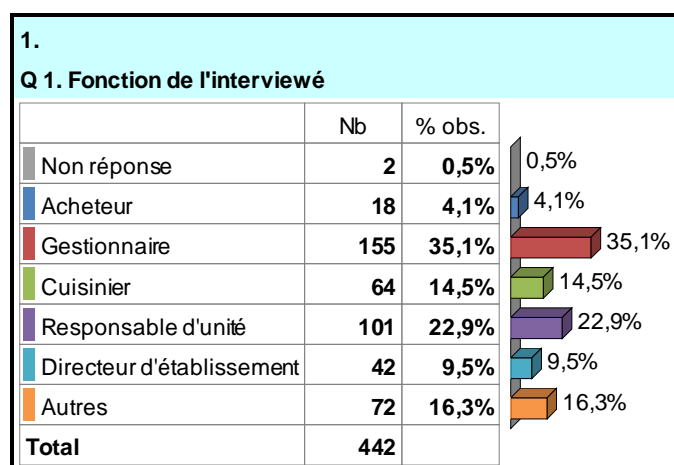 1.
Q 1. Fonction de l'interviewé
Nb % obs.
Non réponse 2 0,5% 0,5%
Acheteur 18 4,1% 4,1%
Gestionnaire 155 35,1% 35,1%
Cuisinier 64 14,5% 14,5%
Responsable d'unité 101 22,9% 22,9%
Directeur d'établissement 42 9,5% 9,5%
Autres 72 16,3% 16,3%
Total 442